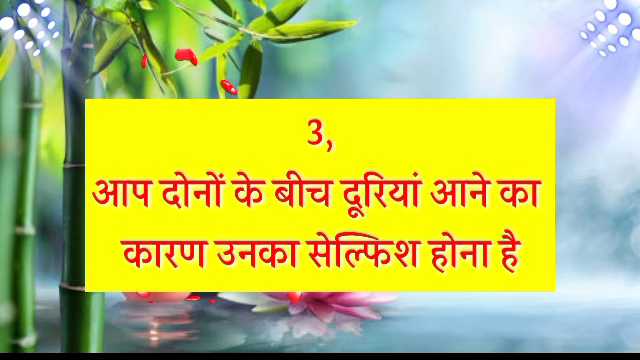 3,
आप दोनों के बीच दूरियां आने का
कारण उनका सेल्फिश होना है